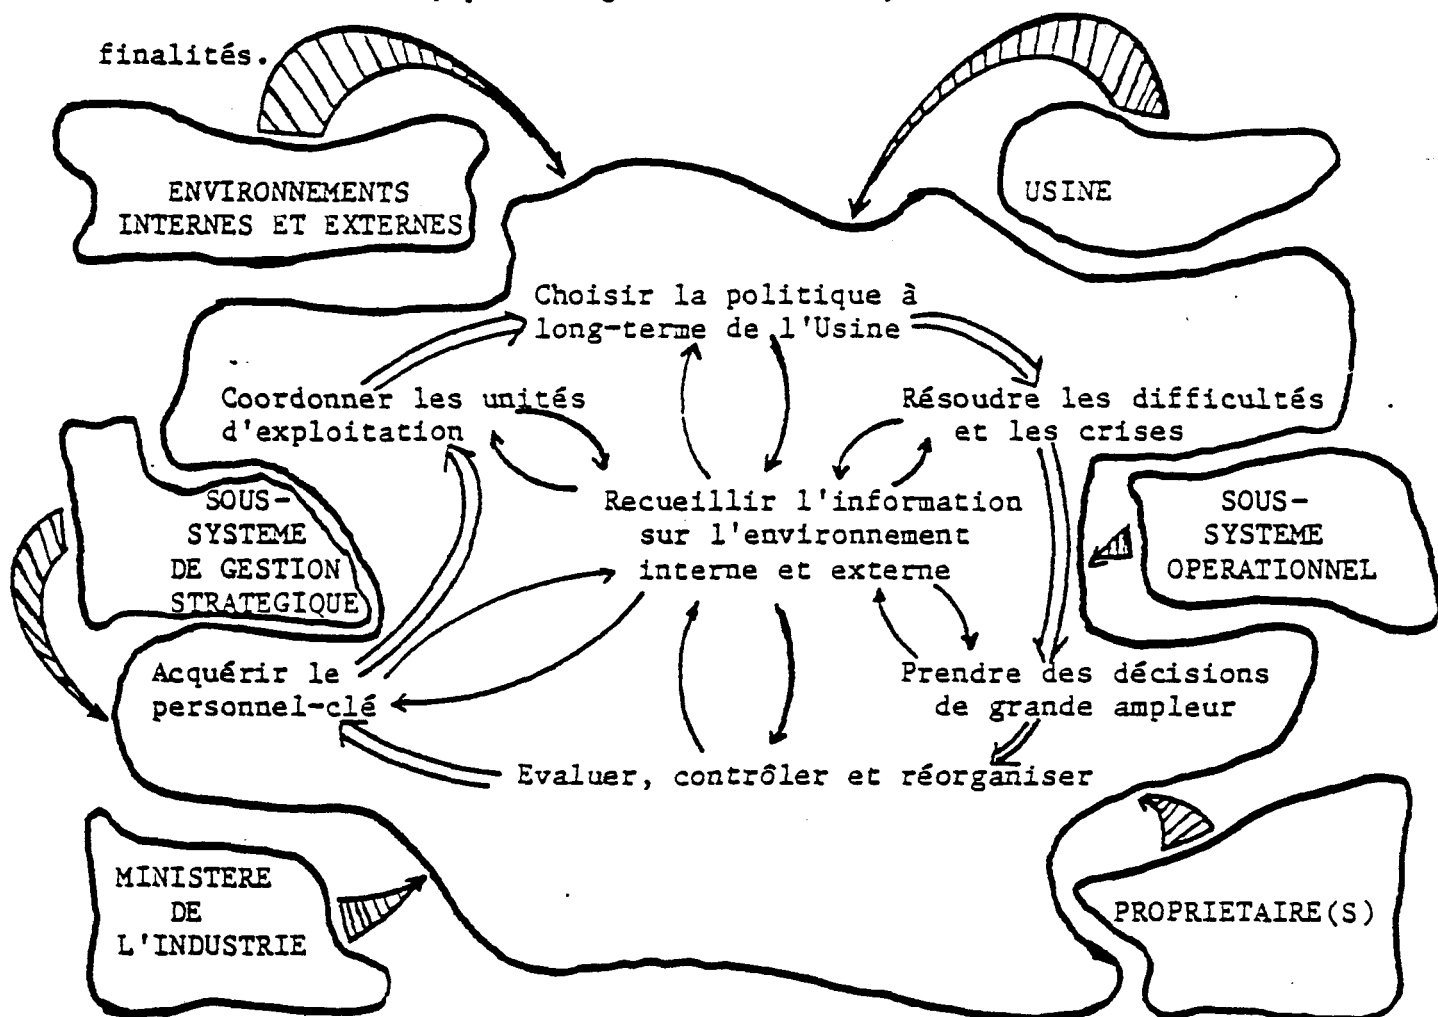 finalités.
ENVIRONNEMENTS
INTERNES ET EXTERNES
USINE
Choisir la politique à
long-terme de l'Usine
Coordonner les unités
d'exploitation
Résoudre les difficultés
et les crises
SOUS-
SYSTEME
DE GESTION
STRATEGIQUE
Recueillir l'information
sur l'environnement
interne et externe
SOUS-
SYSTEME
OPERATIONNEL
Acquérir le
personnel-clé
Prendre des décisions
de grande ampleur
Evaluer, contrôler et réorganiser
MINISTERE
DE
L'INDUSTRIE
PROPRIETAIRE(S)